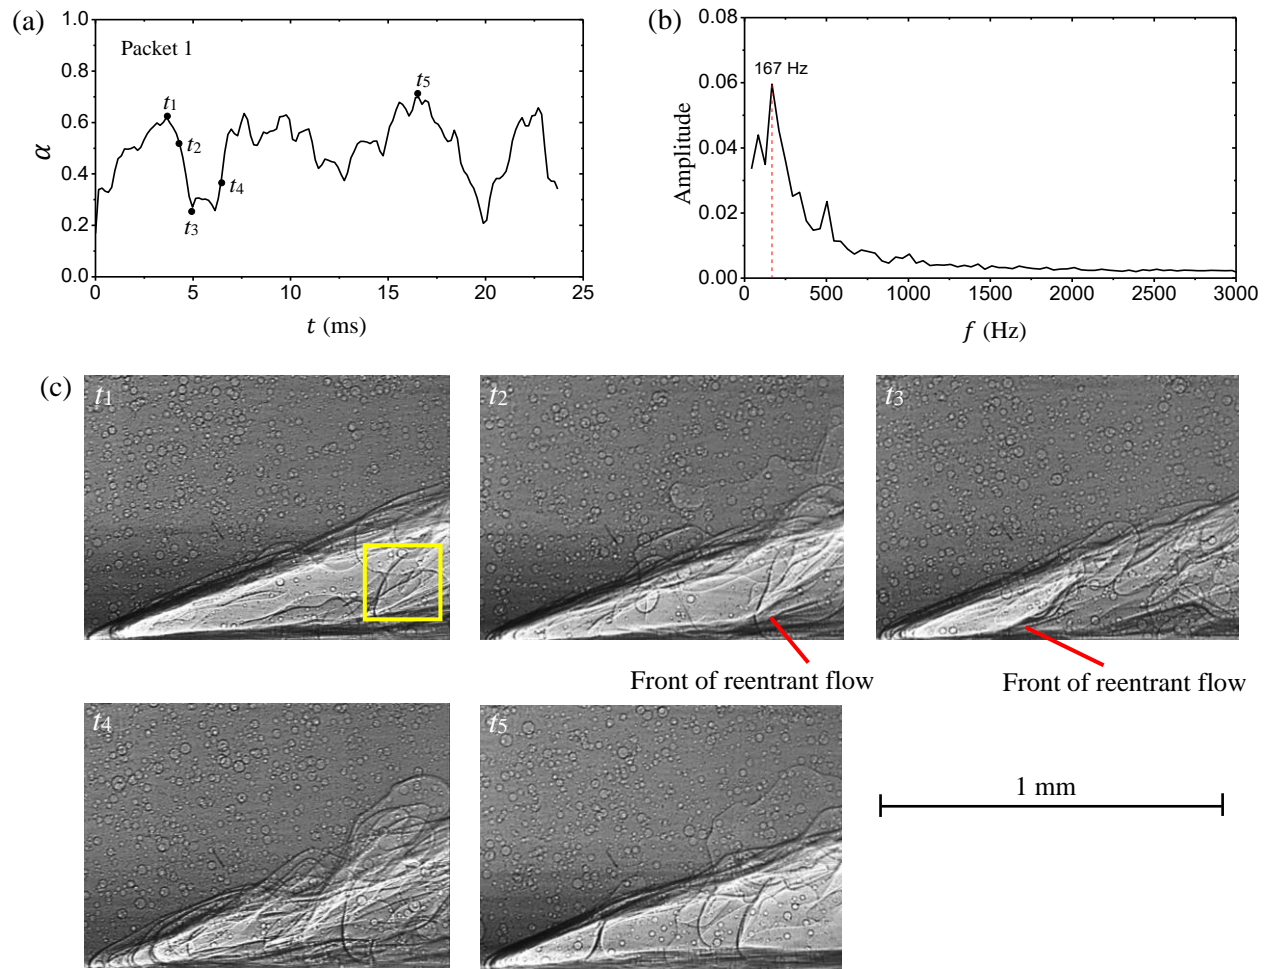 (a)
1.0
0.8
0.6
0.4
0.2
0.0
α
Packet 1
t1
t2
t3
t4
t5
0 5 10 15 20 25
t (ms)
(b)
0.08
0.06
0.04
0.02
0.00
Amplitude
167 Hz
0 500 1000 1500 2000 2500 3000
f (Hz)
(c)
t1
t2
t3
Front of reentrant flow
Front of reentrant flow
t4
t5
1 mm